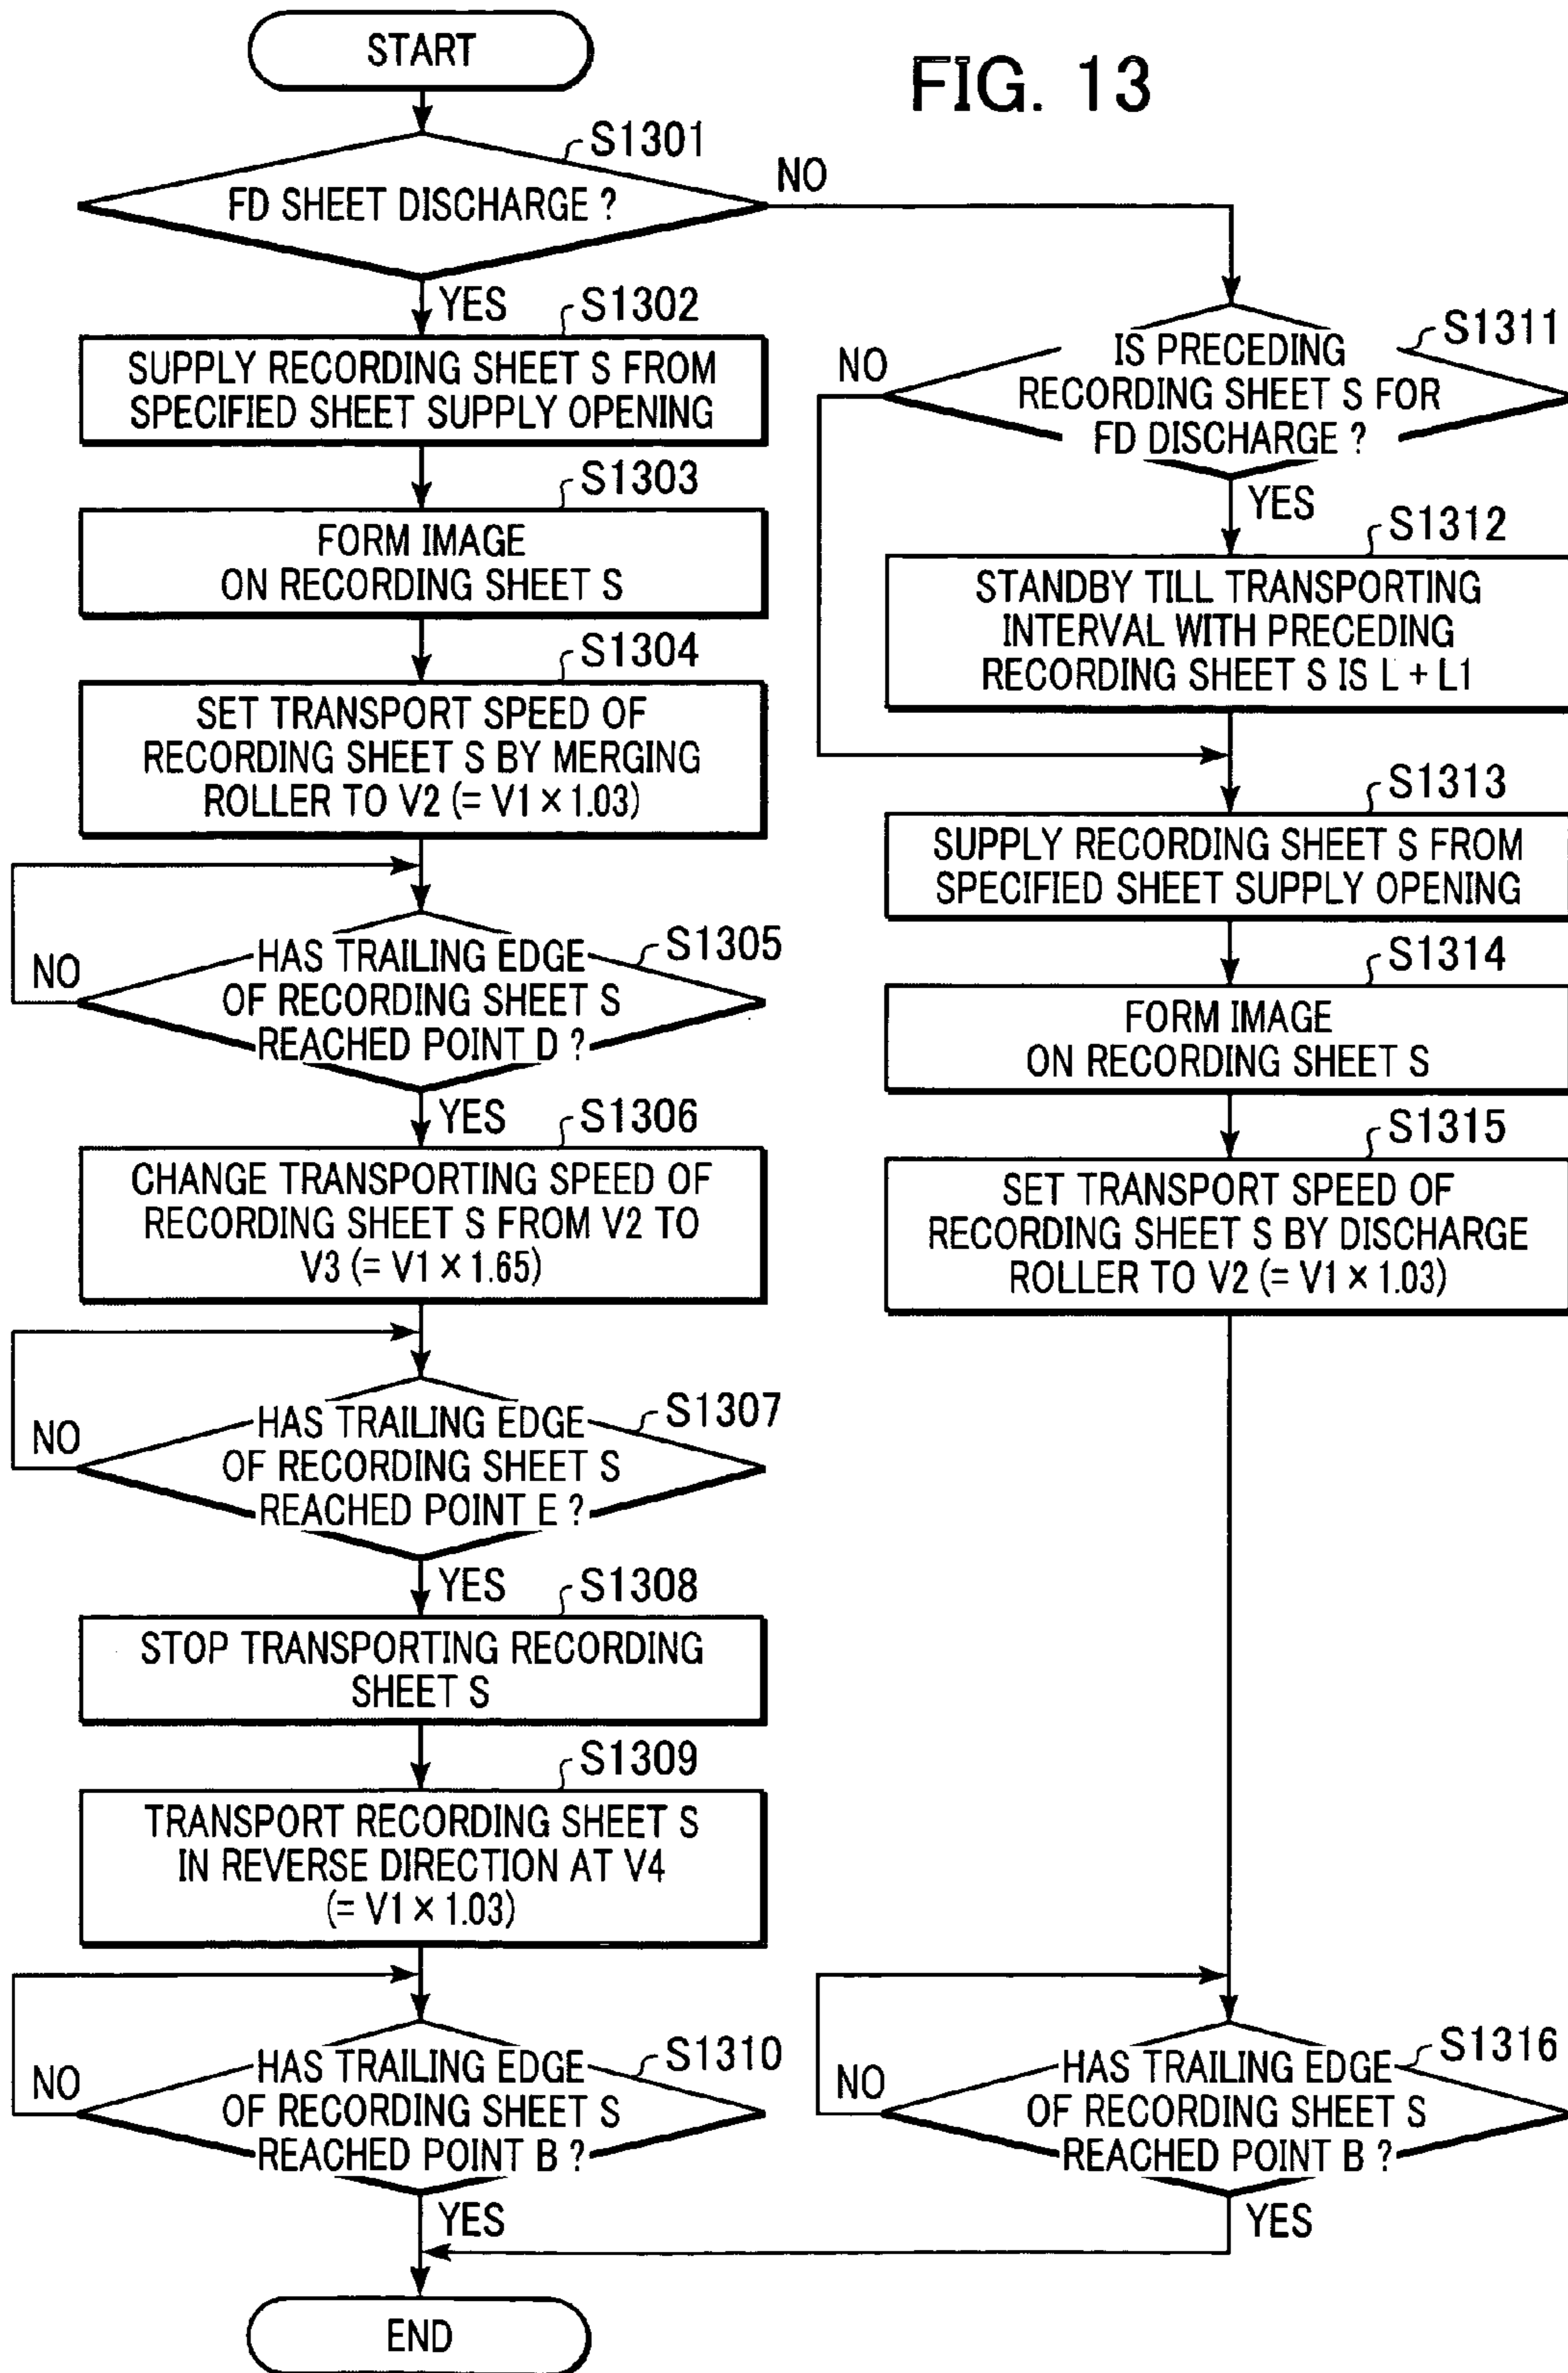 START
FIG. 13
S1301
FD SHEET DISCHARGE ?
NO
YES
S1302
SUPPLY RECORDING SHEET S FROM
SPECIFIED SHEET SUPPLY OPENING
S1303
FORM IMAGE
ON RECORDING SHEET S
S1304
SET TRANSPORT SPEED OF
RECORDING SHEET S BY MERGING
ROLLER TO V2 (= V1 × 1.03)
S1305
HAS TRAILING EDGE
OF RECORDING SHEET S
REACHED POINT D ?
NO
YES
S1306
CHANGE TRANSPORTING SPEED OF
RECORDING SHEET S FROM V2 TO
V3 (= V1 × 1.65)
S1307
HAS TRAILING EDGE
OF RECORDING SHEET S
REACHED POINT E ?
NO
YES
S1308
STOP TRANSPORTING RECORDING
SHEET S
S1309
TRANSPORT RECORDING SHEET S
IN REVERSE DIRECTION AT V4
(= V1 × 1.03)
S1310
HAS TRAILING EDGE
OF RECORDING SHEET S
REACHED POINT B ?
NO
YES
S1311
IS PRECEDING
RECORDING SHEET S FOR
FD DISCHARGE ?
NO
YES
S1312
STANDBY TILL TRANSPORTING
INTERVAL WITH PRECEDING
RECORDING SHEET S IS L + L1
S1313
SUPPLY RECORDING SHEET S FROM
SPECIFIED SHEET SUPPLY OPENING
S1314
FORM IMAGE
ON RECORDING SHEET S
S1315
SET TRANSPORT SPEED OF
RECORDING SHEET S BY DISCHARGE
ROLLER TO V2 (= V1 × 1.03)
S1316
HAS TRAILING EDGE
OF RECORDING SHEET S
REACHED POINT B ?
NO
YES
END